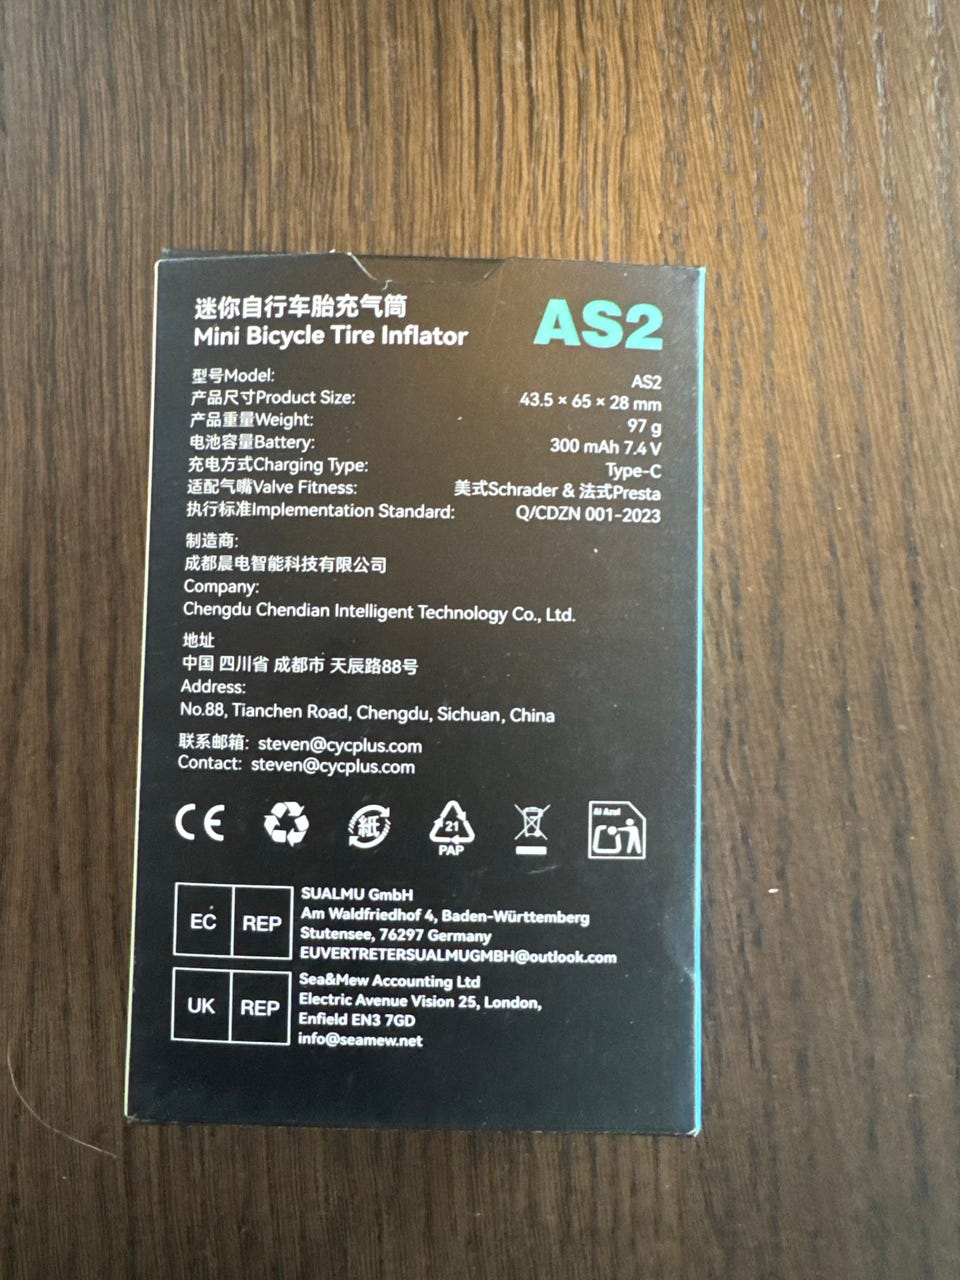 迷你自行车胎充气筒
Mini Bicycle Tire Inflator
AS2
型号Model: AS2
产品尺寸Product Size: 43.5 × 65 × 28 mm
产品重量Weight: 97 g
电池容量Battery: 300 mAh 7.4 V
充电方式Charging Type: Type-C
适配气嘴Valve Fitness: 美式Schrader & 法式Presta
执行标准Implementation Standard: Q/CDZN 001-2023
制造商:
成都晨电智能科技有限公司
Company:
Chengdu Chendian Intelligent Technology Co., Ltd.
地址
中国 四川省 成都市 天辰路88号
Address:
No.88, Tianchen Road, Chengdu, Sichuan, China
联系邮箱: steven@cycplus.com
Contact: steven@cycplus.com
CE
紙
21
PAP
Al Azul
EC REP
SUALMU GmbH
Am Waldfriedhof 4, Baden-Württemberg
Stutensee, 76297 Germany
EUVERTRETERSUALMUGMBH@outlook.com
UK REP
Sea&Mew Accounting Ltd
Electric Avenue Vision 25, London,
Enfield EN3 7GD
info@seamew.net